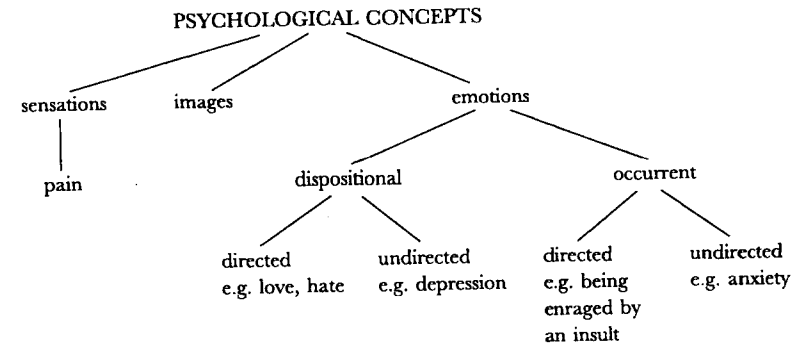 PSYCHOLOGICAL CONCEPTS
sensations
images
emotions
pain
dispositional
occurrent
directed
e.g. love, hate
undirected
e.g. depression
directed
e.g. being
enraged by
an insult
undirected
e.g. anxiety